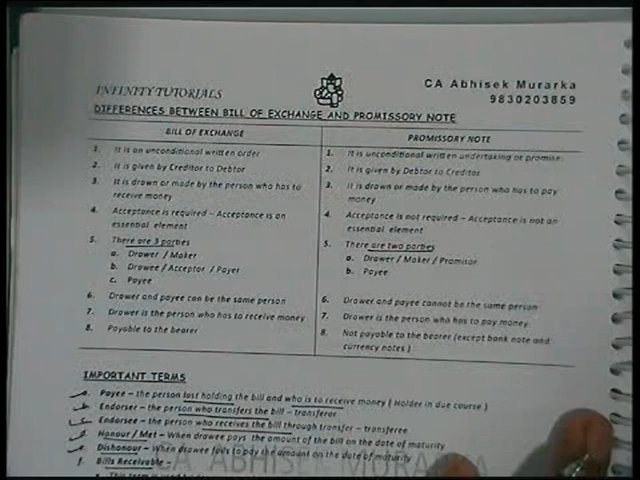 INFINITY TUTORIALS
CA Abhisek Murarka
9830203859
DIFFERENCES BETWEEN BILL OF EXCHANGE AND PROMISSORY NOTE
BILL OF EXCHANGE
1. It is an unconditional written order
2. It is given by Creditor to Debtor
3. It is drawn or made by the person who has to
receive money
4. Acceptance is required – Acceptance is an
essential element
5. There are 3 parties
a. Drawer / Maker
b. Drawee / Acceptor / Payer
c. Payee
6. Drawer and payee can be the same person
7. Drawer is the person who has to receive money
8. Payable to the bearer
PROMISSORY NOTE
1. It is unconditional written undertaking or promise
2. It is given by Debtor to Creditor
3. It is drawn or made by the person who has to pay
money
4. Acceptance is not required – Acceptance is not an
essential element
5. There are two parties
a. Drawer / Maker / Promisor
b. Payee
6. Drawer and payee cannot be the same person
7. Drawer is the person who has to pay money
8. Not payable to the bearer (except bank note and
currency notes )
IMPORTANT TERMS
a. Payee – the person last holding the bill and who is to receive money ( Holder in due course )
b. Endorser – the person who transfers the bill – transferor
c. Endorsee – the person who receives the bill through transfer – transferee
d. Honour / Met – When drawee pays the amount of the bill on the date of maturity
e. Dishonour – When drawee fails to pay the amount on the date of maturity
f. Bills Receivable –
CA ABHISEK MURARKA